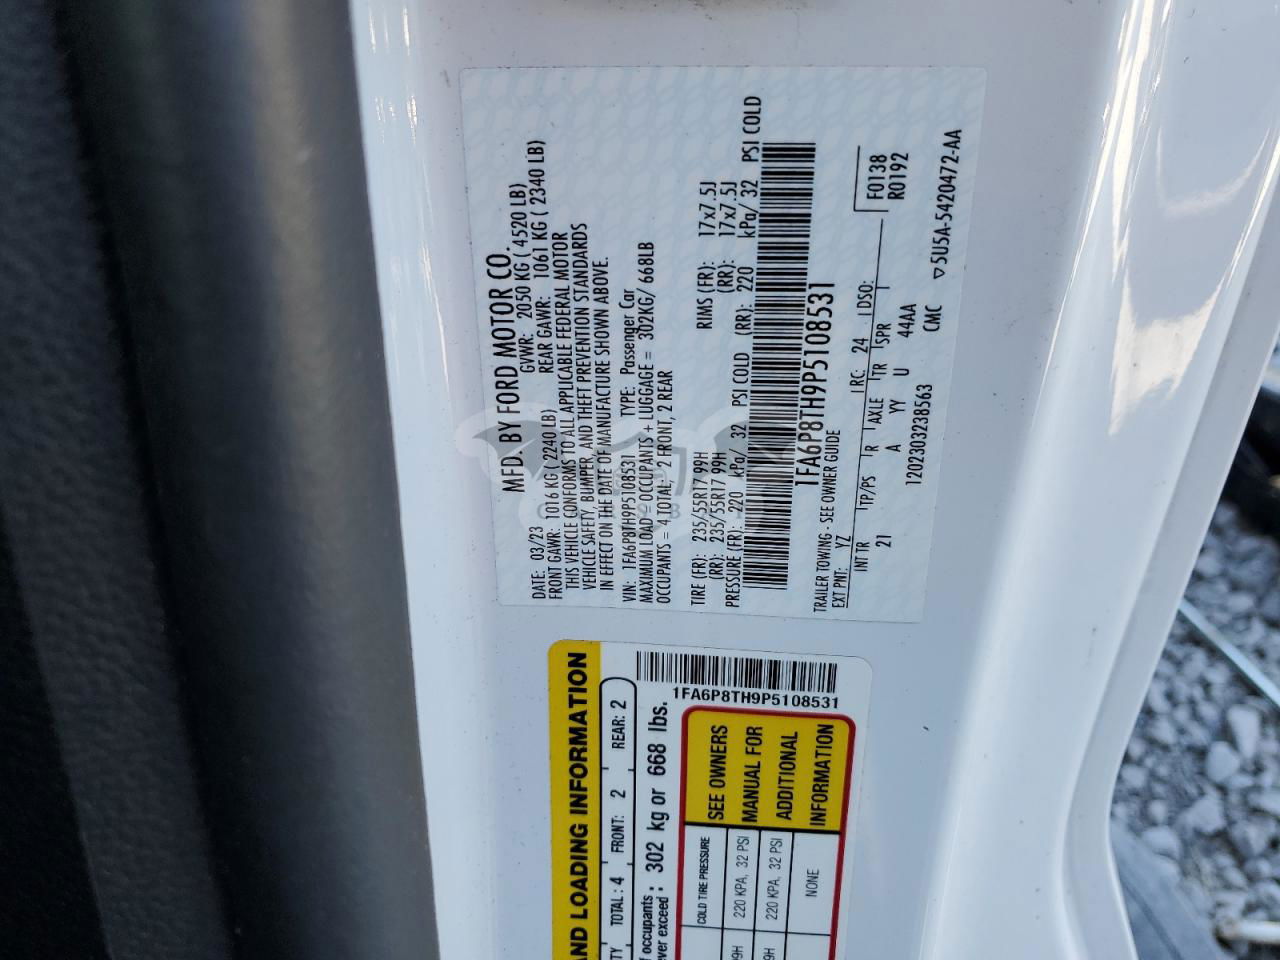 MFD. BY FORD MOTOR CO.
DATE: 03/23 GVWR: 2050 KG ( 4520 LB)
FRONT GAWR: 1016 KG ( 2240 LB) REAR GAWR: 1061 KG ( 2340 LB)
THIS VEHICLE CONFORMS TO ALL APPLICABLE FEDERAL MOTOR
VEHICLE SAFETY, BUMPER, AND THEFT PREVENTION STANDARDS
IN EFFECT ON THE DATE OF MANUFACTURE SHOWN ABOVE.
VIN: 1FA6P8TH9P5108531 TYPE: Passenger Car
MAXIMUM LOAD = OCCUPANTS + LUGGAGE = 302KG/ 668LB
OCCUPANTS = 4 TOTAL, 2 FRONT, 2 REAR
TIRE (FR): 235/55R17 99H RIMS (FR): 17x7.5J
(RR): 235/55R17 99H (RR): 17x7.5J
PRESSURE (FR): 220 kPa/ 32 PSI COLD (RR): 220 kPa/ 32 PSI COLD
1FA6P8TH9P5108531
TRAILER TOWING - SEE OWNER GUIDE
EXT PNT: YZ RC: 24 DSO: F0138
INT TR TP/PS R AXLE TR SPR R0192
21 A YY U 44AA
1202303238563 CMC
5U5A-5420472-AA
1FA6P8TH9P5108531
AND LOADING INFORMATION
TOTAL: 4 FRONT: 2 REAR: 2
occupants: 302 kg or 668 lbs.
exceed:
COLD TIRE PRESSURE
220 KPA, 32 PSI
220 KPA, 32 PSI
NONE
SEE OWNERS
MANUAL FOR
ADDITIONAL
INFORMATION